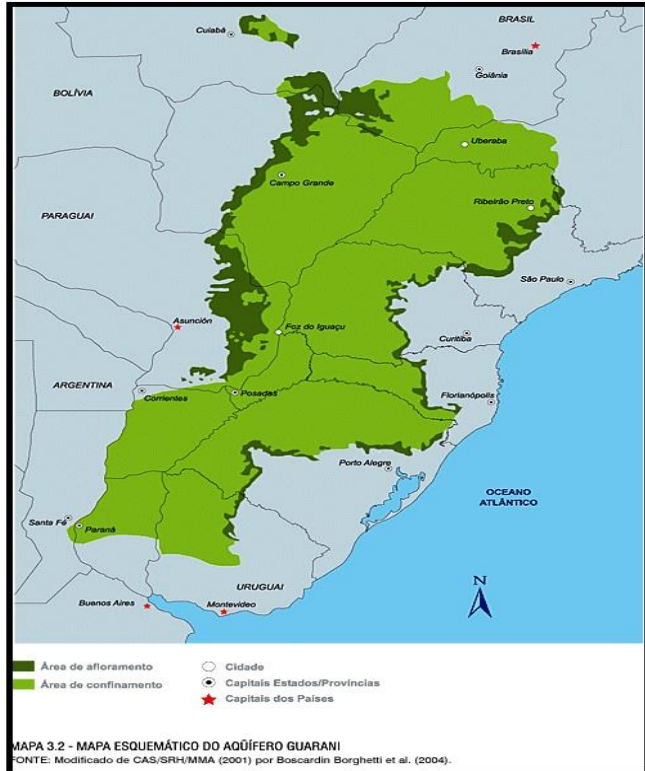 BRASIL
Cuiabá
Brasília
Goiânia
BOLÍVIA
Uberaba
Campo Grande
Ribeirão Preto
PARAGUAI
São Paulo
Asunción
Foz do Iguaçu
Curitiba
ARGENTINA
Corrientes
Posadas
Florianópolis
Porto Alegre
OCEANO
ATLÂNTICO
Santa Fé
Paraná
N
URUGUAI
Buenos Aires
Montevideo
Área de afloramento
Cidade
Área de confinamento
Capitais Estados/Províncias
Capitais dos Países
MAPA 3.2 - MAPA ESQUEMÁTICO DO AQÜÍFERO GUARANI
FONTE: Modificado de CAS/SRH/MMA (2001) por Boscardin Borghetti et al. (2004).